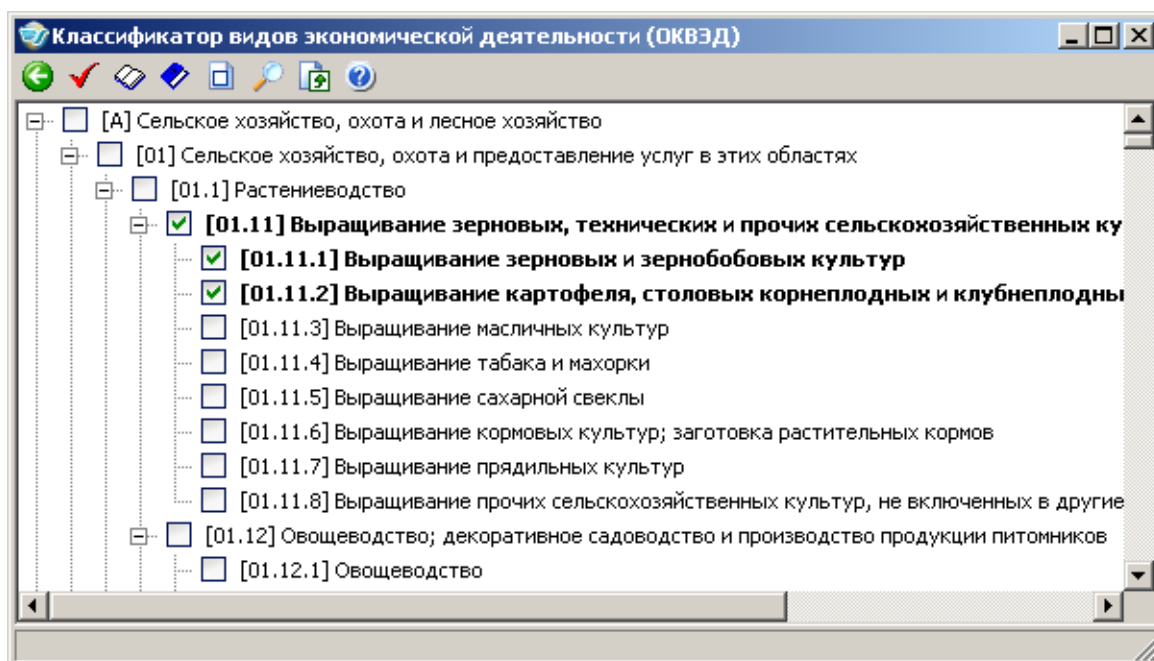 Классификатор видов экономической деятельности (ОКВЭД)
[A] Сельское хозяйство, охота и лесное хозяйство
[01] Сельское хозяйство, охота и предоставление услуг в этих областях
[01.1] Растениеводство
[01.11] Выращивание зерновых, технических и прочих сельскохозяйственных ку
[01.11.1] Выращивание зерновых и зернобобовых культур
[01.11.2] Выращивание картофеля, столовых корнеплодных и клубнеплодны
[01.11.3] Выращивание масличных культур
[01.11.4] Выращивание табака и махорки
[01.11.5] Выращивание сахарной свеклы
[01.11.6] Выращивание кормовых культур; заготовка растительных кормов
[01.11.7] Выращивание прядильных культур
[01.11.8] Выращивание прочих сельскохозяйственных культур, не включенных в другие
[01.12] Овощеводство; декоративное садоводство и производство продукции питомников
[01.12.1] Овощеводство